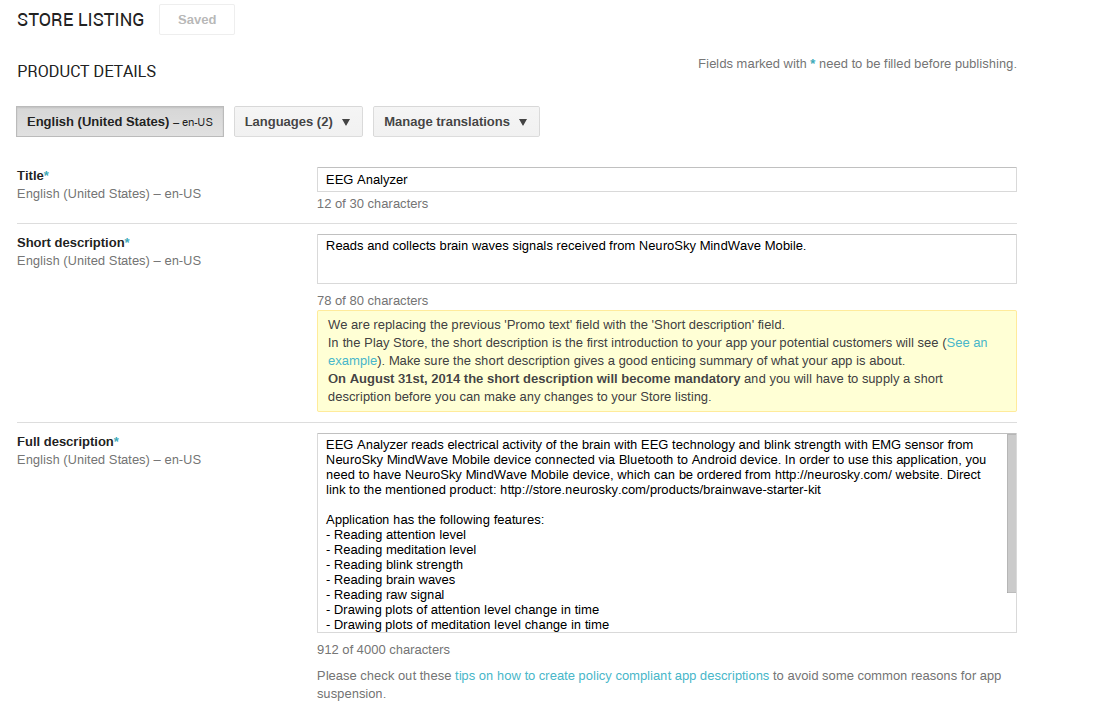 STORE LISTING Saved
PRODUCT DETAILS
Fields marked with * need to be filled before publishing.
English (United States) – en-US Languages (2) ▼ Manage translations ▼
Title*
English (United States) – en-US
EEG Analyzer
12 of 30 characters
Short description*
English (United States) – en-US
Reads and collects brain waves signals received from NeuroSky MindWave Mobile.
78 of 80 characters
We are replacing the previous 'Promo text' field with the 'Short description' field.
In the Play Store, the short description is the first introduction to your app your potential customers will see (See an
example). Make sure the short description gives a good enticing summary of what your app is about.
On August 31st, 2014 the short description will become mandatory and you will have to supply a short
description before you can make any changes to your Store listing.
Full description*
English (United States) – en-US
EEG Analyzer reads electrical activity of the brain with EEG technology and blink strength with EMG sensor from
NeuroSky MindWave Mobile device connected via Bluetooth to Android device. In order to use this application, you
need to have NeuroSky MindWave Mobile device, which can be ordered from http://neurosky.com/ website. Direct
link to the mentioned product: http://store.neurosky.com/products/brainwave-starter-kit
Application has the following features:
- Reading attention level
- Reading meditation level
- Reading blink strength
- Reading brain waves
- Reading raw signal
- Drawing plots of attention level change in time
- Drawing plots of meditation level change in time
912 of 4000 characters
Please check out these tips on how to create policy compliant app descriptions to avoid some common reasons for app
suspension.